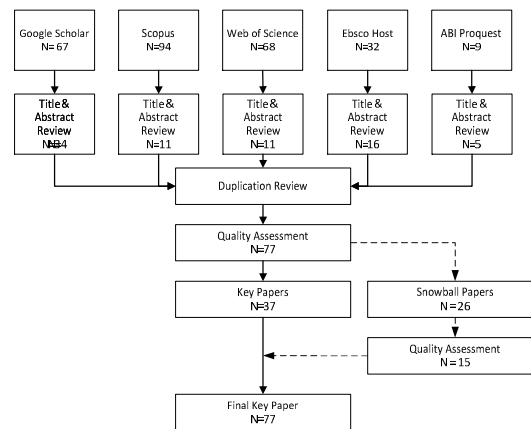 Google Scholar
N= 67
Scopus
N=94
Web of Science
N=68
Ebsco Host
N=32
ABI Proquest
N=9
Title &
Abstract
Review
Title &
Abstract
Review
N=11
Title &
Abstract
Review
N=11
Title &
Abstract
Review
N=16
Title &
Abstract
Review
N=5
Duplication Review
Quality Assessment
N=77
Key Papers
N=37
Snowball Papers
N = 26
Quality Assessment
N = 15
Final Key Paper
N=77